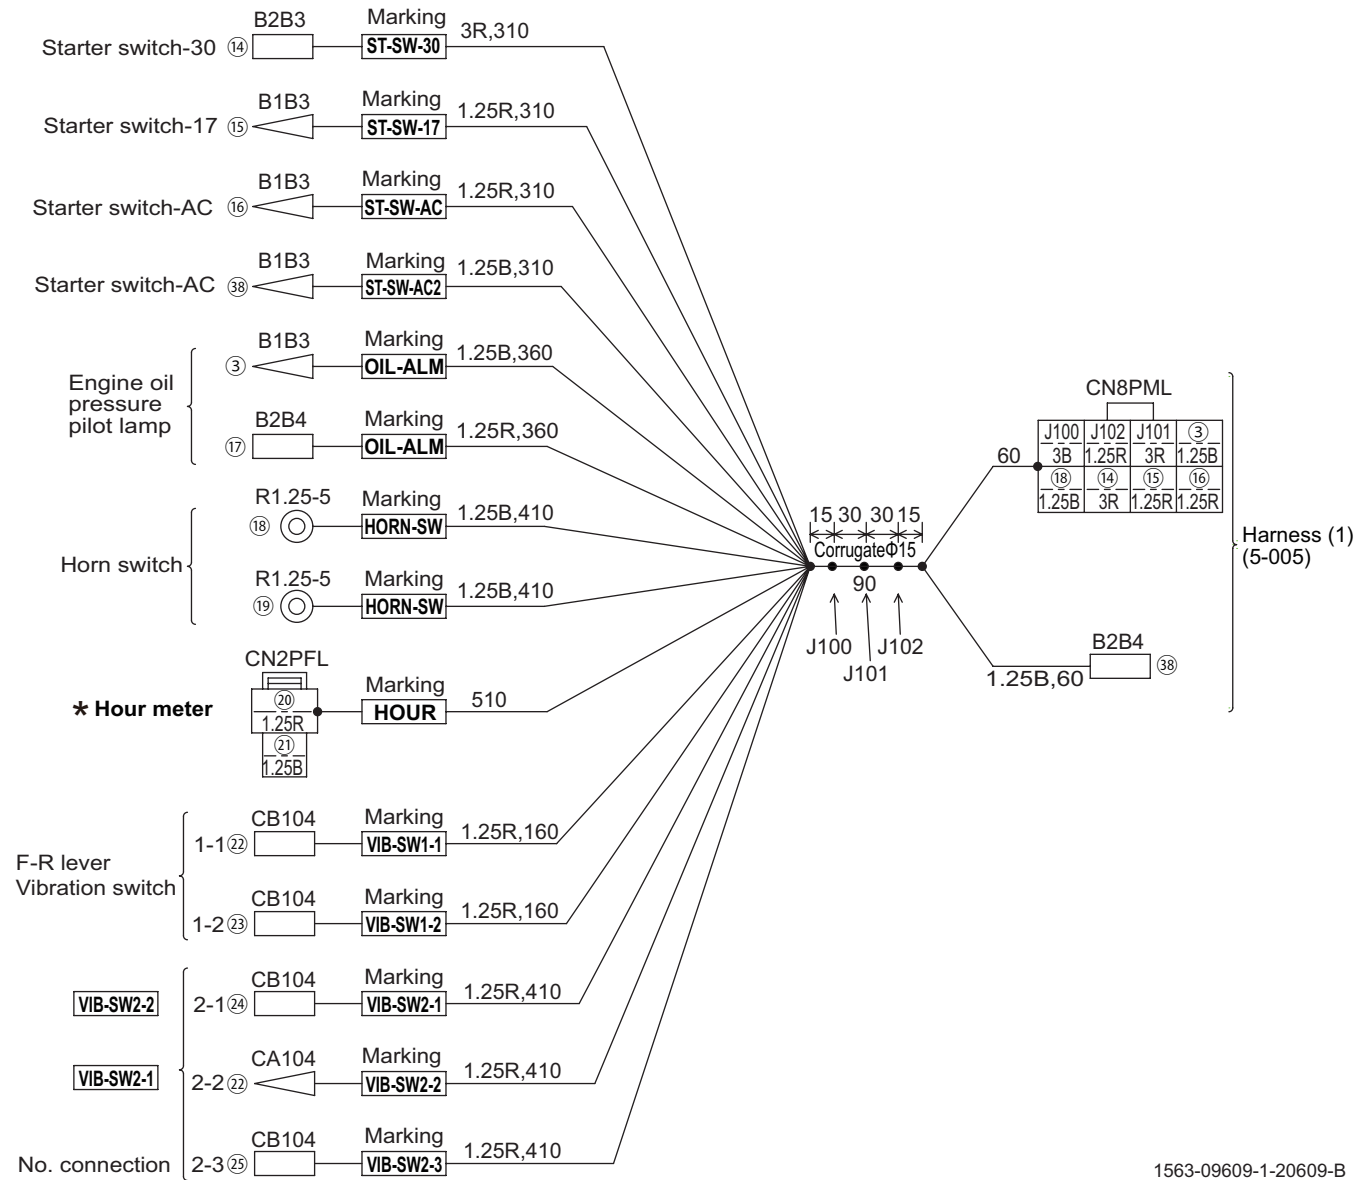 B2B3
Marking
Starter switch-30 ⑭
ST-SW-30
3R,310
B1B3
Marking
Starter switch-17 ⑮
ST-SW-17
1.25R,310
B1B3
Marking
Starter switch-AC ⑯
ST-SW-AC
1.25R,310
B1B3
Marking
Starter switch-AC ㊳
ST-SW-AC2
1.25B,310
Engine oil
pressure
pilot lamp
B1B3
Marking
③
OIL-ALM
1.25B,360
B2B4
Marking
⑰
OIL-ALM
1.25R,360
Horn switch
R1.25-5
Marking
⑱
HORN-SW
1.25B,410
R1.25-5
Marking
⑲
HORN-SW
1.25B,410
CN2PFL
Marking
* Hour meter
⑳
1.25R
㉑
1.25B
HOUR
510
F-R lever
Vibration switch
CB104
Marking
1-1 ㉒
VIB-SW1-1
1.25R,160
CB104
Marking
1-2 ㉓
VIB-SW1-2
1.25R,160
CB104
Marking
VIB-SW2-2
2-1 ㉔
VIB-SW2-1
1.25R,410
CA104
Marking
VIB-SW2-1
2-2 ㉒
VIB-SW2-2
1.25R,410
CB104
Marking
No. connection
2-3 ㉕
VIB-SW2-3
1.25R,410
15 30 30 15
CorrugateΦ15
90
J100
J101
J102
60
CN8PML
J100 J102 J101 ③
3B 1.25R 3R 1.25B
⑱ ⑭ ⑮ ⑯
1.25B 3R 1.25R 1.25R
B2B4
㊳
1.25B,60
Harness (1)
(5-005)
1563-09609-1-20609-B